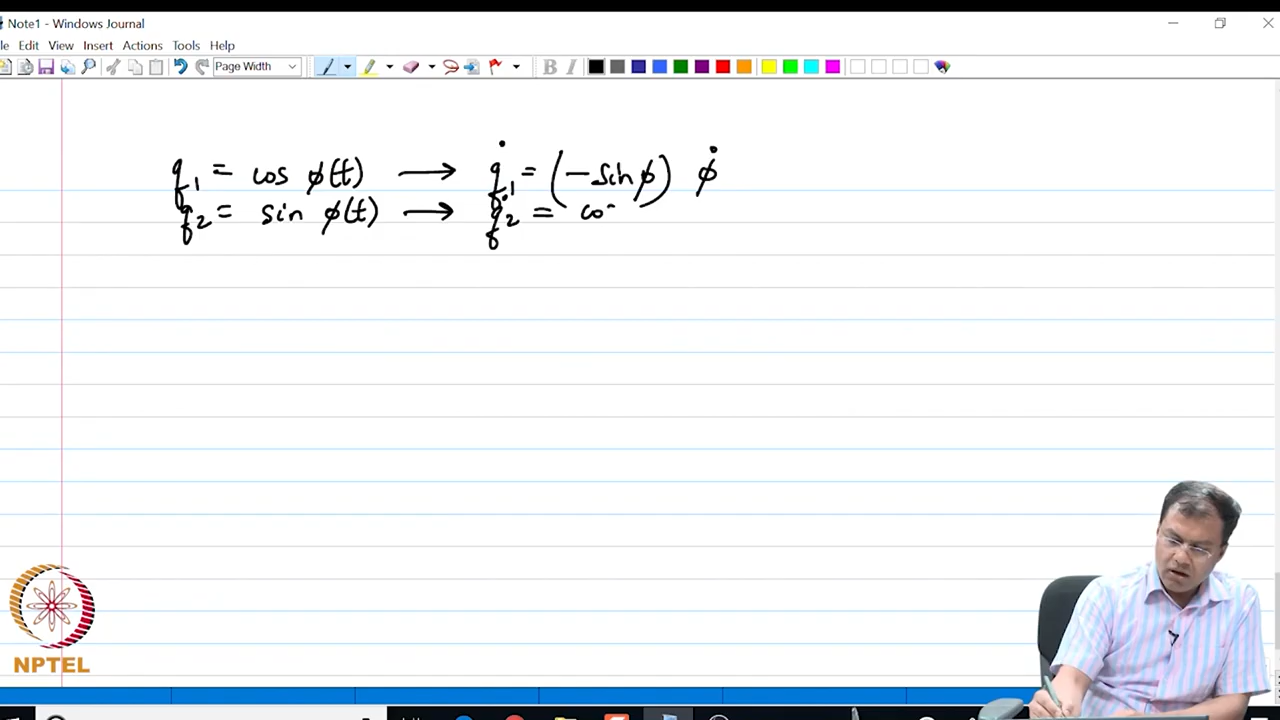 Note1 - Windows Journal
le Edit View Insert Actions Tools Help
Page Width
B I
q₁ = cos ϕ(t) ⟶ q̇₁ = (−sin ϕ) ϕ̇
q₂ = sin ϕ(t) ⟶ q̇₂ = co
NPTEL